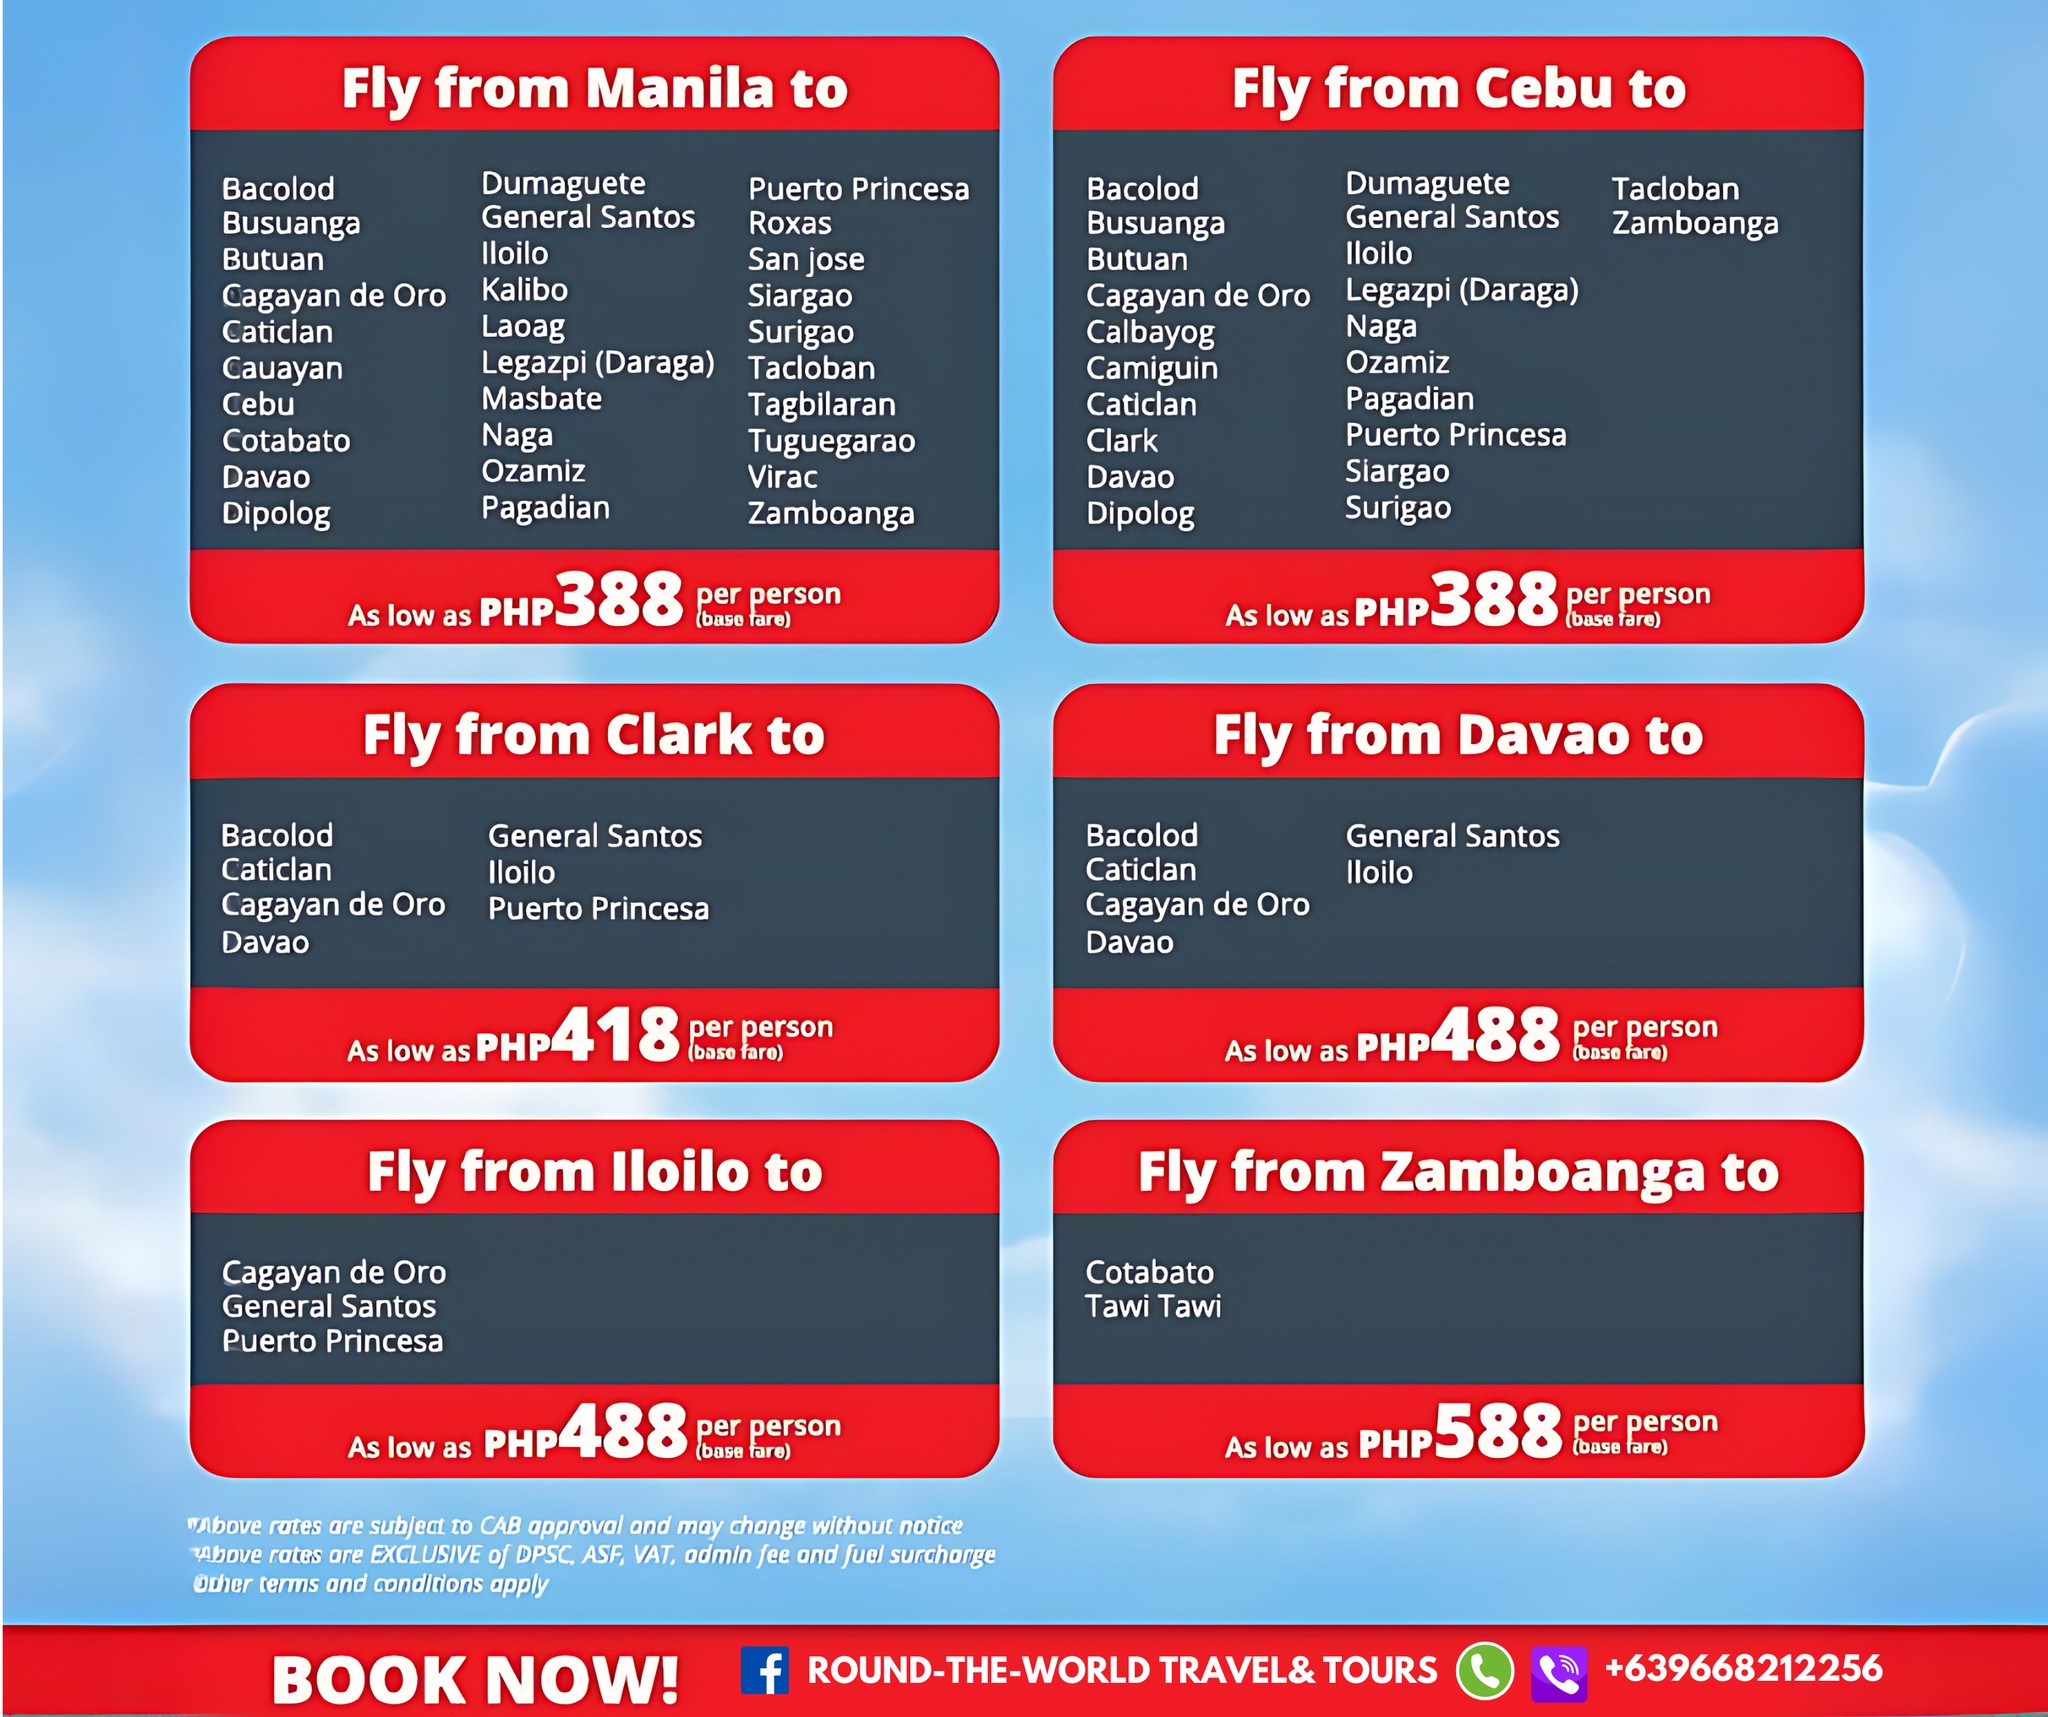 Fly from Manila to
Bacolod
Busuanga
Butuan
Cagayan de Oro
Caticlan
Cauayan
Cebu
Cotabato
Davao
Dipolog
Dumaguete
General Santos
Iloilo
Kalibo
Laoag
Legazpi (Daraga)
Masbate
Naga
Ozamiz
Pagadian
Puerto Princesa
Roxas
San jose
Siargao
Surigao
Tacloban
Tagbilaran
Tuguegarao
Virac
Zamboanga
As low as PHP388 per person
(base fare)
Fly from Cebu to
Bacolod
Busuanga
Butuan
Cagayan de Oro
Calbayog
Camiguin
Caticlan
Clark
Davao
Dipolog
Dumaguete
General Santos
Iloilo
Legazpi (Daraga)
Naga
Ozamiz
Pagadian
Puerto Princesa
Siargao
Surigao
Tacloban
Zamboanga
As low as PHP388 per person
(base fare)
Fly from Clark to
Bacolod
Caticlan
Cagayan de Oro
Davao
General Santos
Iloilo
Puerto Princesa
As low as PHP418 per person
(base fare)
Fly from Davao to
Bacolod
Caticlan
Cagayan de Oro
Davao
General Santos
Iloilo
As low as PHP488 per person
(base fare)
Fly from Iloilo to
Cagayan de Oro
General Santos
Puerto Princesa
As low as PHP488 per person
(base fare)
Fly from Zamboanga to
Cotabato
Tawi Tawi
As low as PHP588 per person
(base fare)
*Above rates are subject to CAB approval and may change without notice
*Above rates are EXCLUSIVE of DPSC, ASF, VAT, admin fee and fuel surcharge
Other terms and conditions apply
BOOK NOW! ROUND-THE-WORLD TRAVEL& TOURS +639668212256